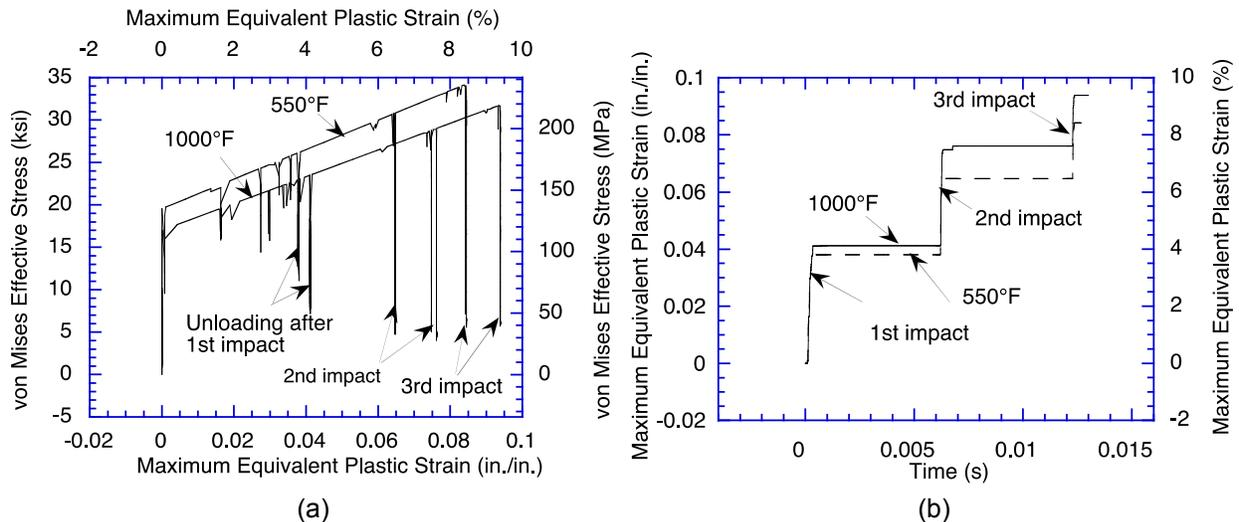 Maximum Equivalent Plastic Strain (%)
-2 0 2 4 6 8 10
35
30
25
20
15
10
5
0
-5
von Mises Effective Stress (ksi)
550°F
1000°F
Unloading after
1st impact
2nd impact
3rd impact
200
150
100
50
0
von Mises Effective Stress (MPa)
-0.02 0 0.02 0.04 0.06 0.08 0.1
Maximum Equivalent Plastic Strain (in./in.)
(a)
Maximum Equivalent Plastic Strain (in./in.)
0.1
0.08
0.06
0.04
0.02
0
-0.02
3rd impact
1000°F
2nd impact
550°F
1st impact
10
8
6
4
2
0
-2
Maximum Equivalent Plastic Strain (%)
0 0.005 0.01 0.015
Time (s)
(b)